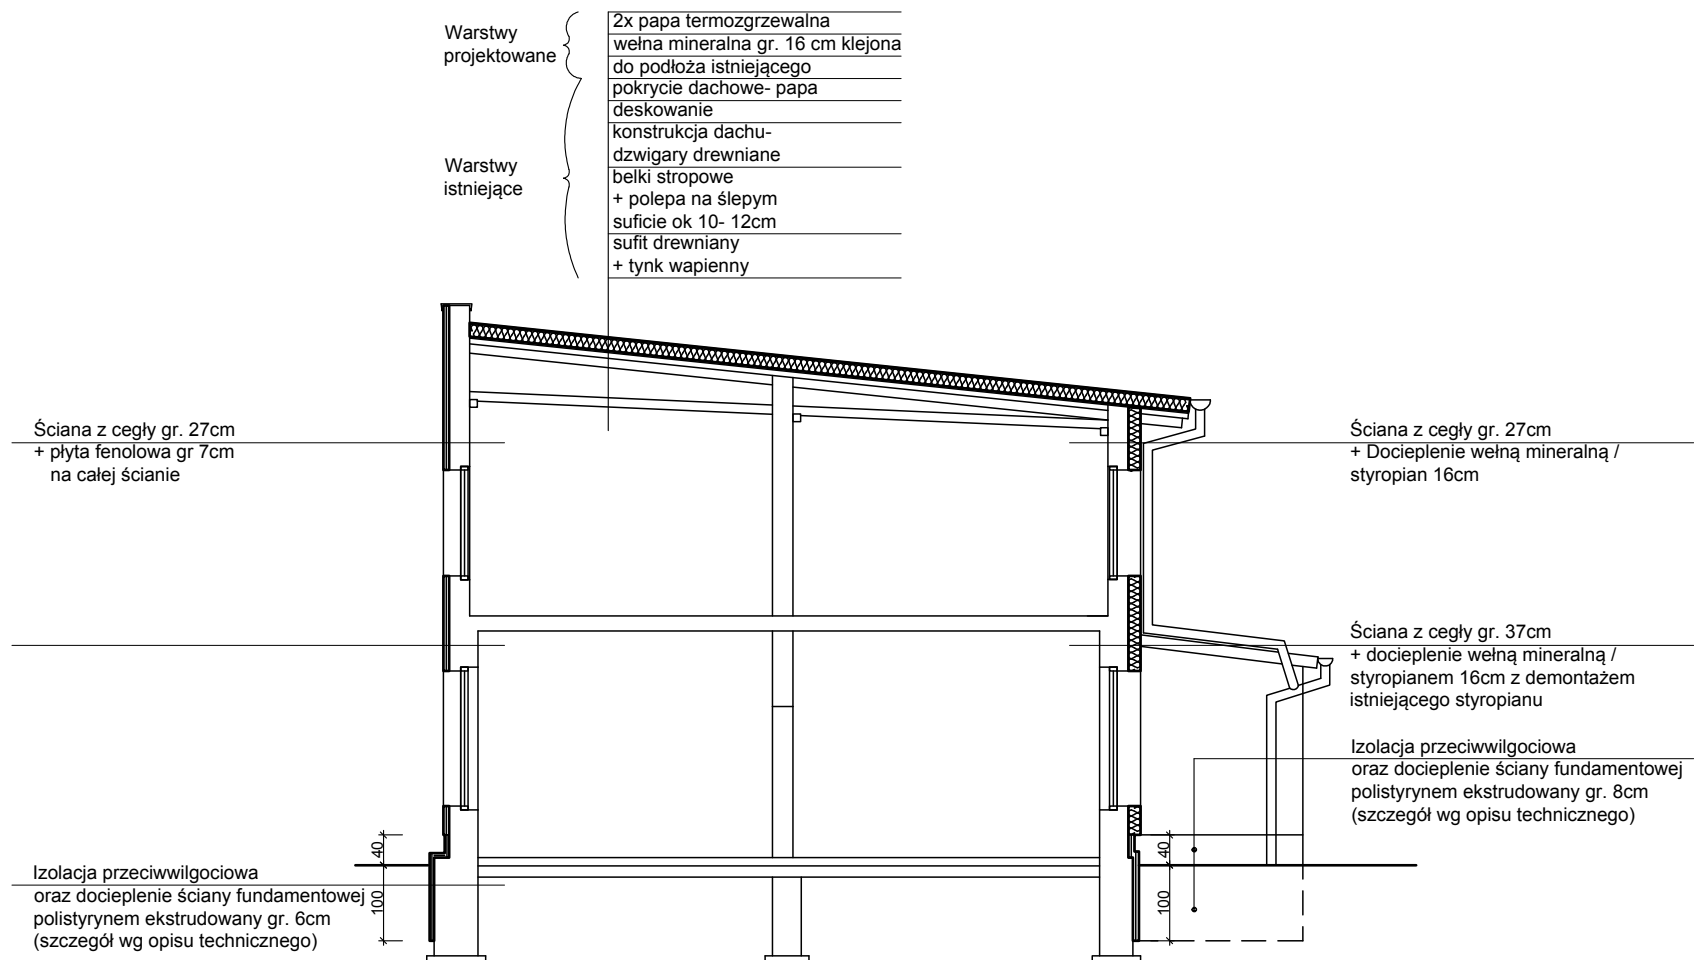 Warstwy
projektowane
2x papa termozgrzewalna
wełna mineralna gr. 16 cm klejona
do podłoża istniejącego
pokrycie dachowe- papa
deskowanie
konstrukcja dachu-
dzwigary drewniane
Warstwy
istniejące
belki stropowe
+ polepa na ślepym
suficie ok 10- 12cm
sufit drewniany
+ tynk wapienny
Ściana z cegły gr. 27cm
+ płyta fenolowa gr 7cm
na całej ścianie
Ściana z cegły gr. 27cm
+ Docieplenie wełną mineralną /
styropian 16cm
Ściana z cegły gr. 37cm
+ docieplenie wełną mineralną /
styropianem 16cm z demontażem
istniejącego styropianu
Izolacja przeciwwilgociowa
oraz docieplenie ściany fundamentowej
polistyrynem ekstrudowany gr. 8cm
(szczegół wg opisu technicznego)
40
100
40
100
Izolacja przeciwwilgociowa
oraz docieplenie ściany fundamentowej
polistyrynem ekstrudowany gr. 6cm
(szczegół wg opisu technicznego)